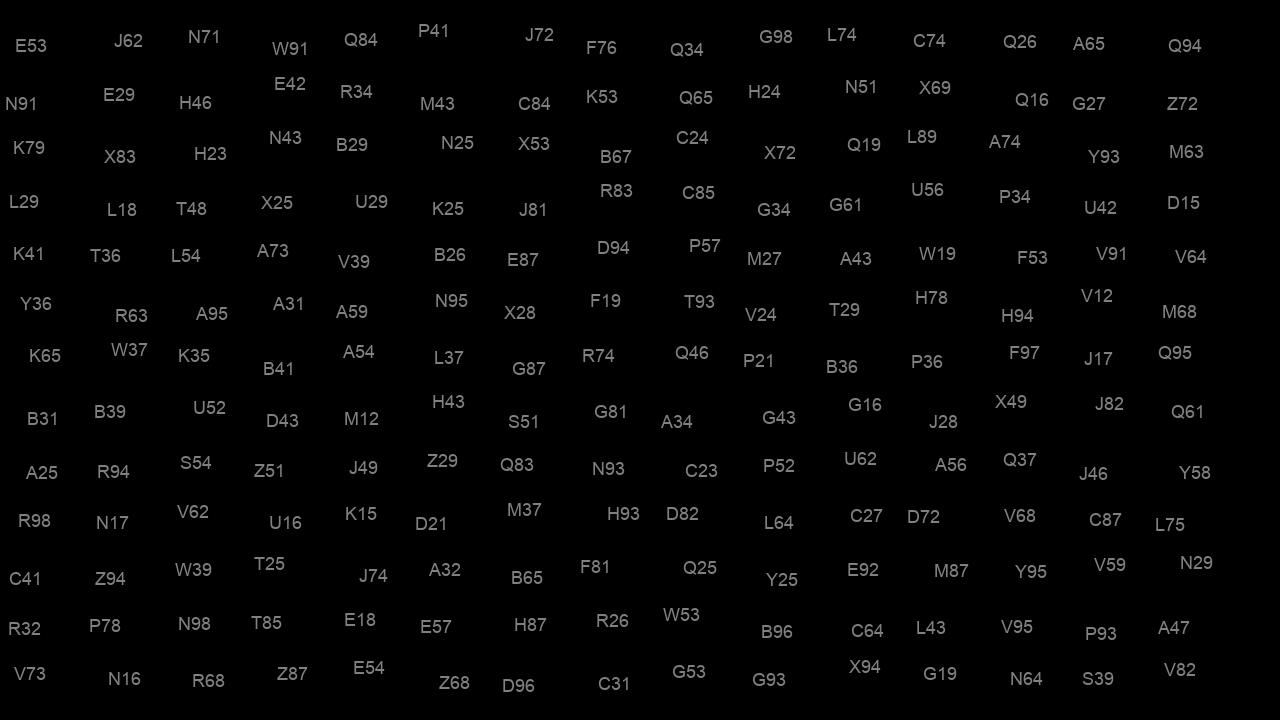 E53 J62 N71 W91 Q84 P41 J72 F76 Q34 G98 L74 C74 Q26 A65 Q94
N91 E29 H46 E42 R34 M43 C84 K53 Q65 H24 N51 X69 Q16 G27 Z72
K79 X83 H23 N43 B29 N25 X53 B67 C24 X72 Q19 L89 A74 Y93 M63
L29 L18 T48 X25 U29 K25 J81 R83 C85 G34 G61 U56 P34 U42 D15
K41 T36 L54 A73 V39 B26 E87 D94 P57 M27 A43 W19 F53 V91 V64
Y36 R63 A95 A31 A59 N95 X28 F19 T93 V24 T29 H78 H94 V12 M68
K65 W37 K35 B41 A54 L37 G87 R74 Q46 P21 B36 P36 F97 J17 Q95
B31 B39 U52 D43 M12 H43 S51 G81 A34 G43 G16 J28 X49 J82 Q61
A25 R94 S54 Z51 J49 Z29 Q83 N93 C23 P52 U62 A56 Q37 J46 Y58
R98 N17 V62 U16 K15 D21 M37 H93 D82 L64 C27 D72 V68 C87 L75
C41 Z94 W39 T25 J74 A32 B65 F81 Q25 Y25 E92 M87 Y95 V59 N29
R32 P78 N98 T85 E18 E57 H87 R26 W53 B96 C64 L43 V95 P93 A47
V73 N16 R68 Z87 E54 Z68 D96 C31 G53 G93 X94 G19 N64 S39 V82